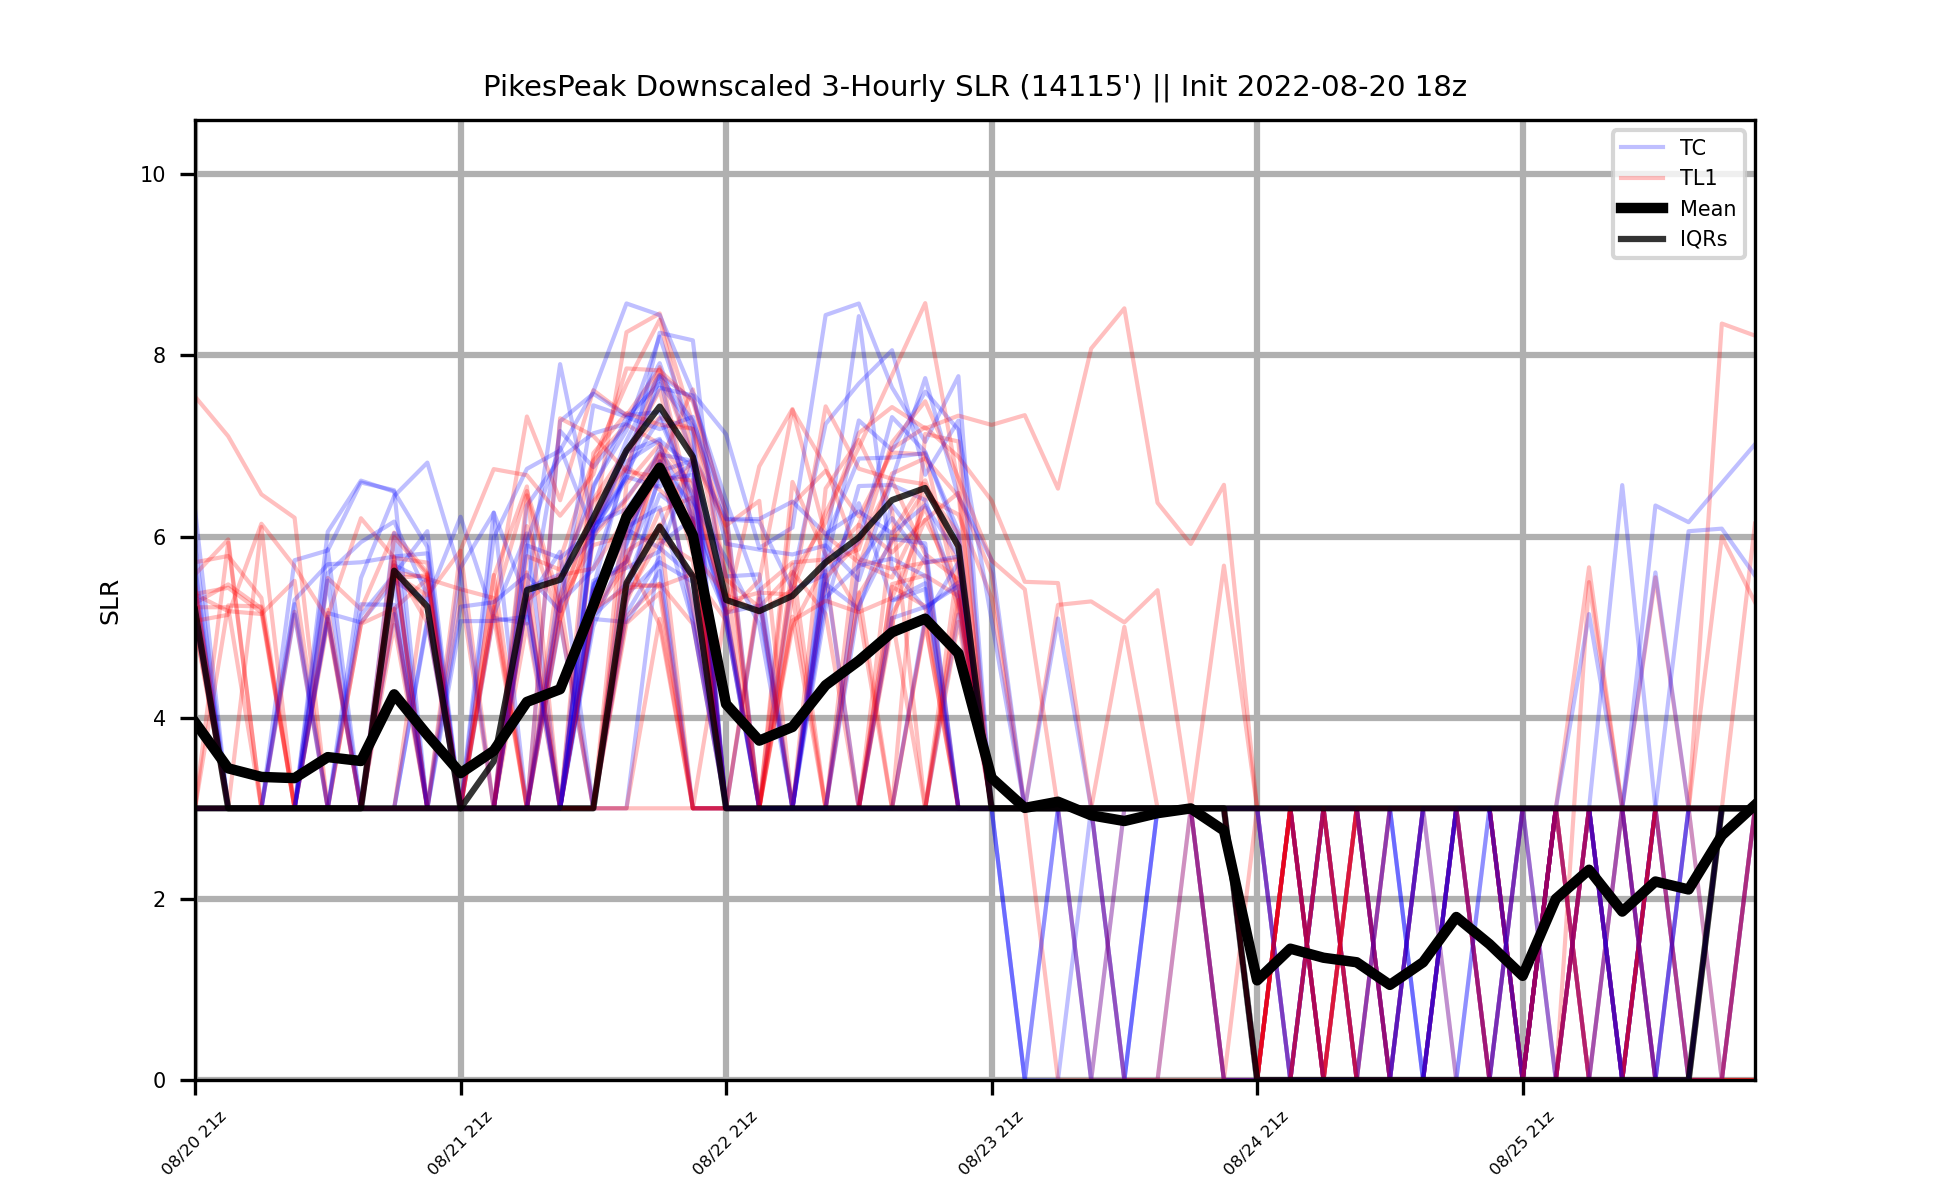 PikesPeak Downscaled 3-Hourly SLR (14115') || Init 2022-08-20 18z
TC
TL1
Mean
IQRs
SLR
10
8
6
4
2
0
08/20 21z
08/21 21z
08/22 21z
08/23 21z
08/24 21z
08/25 21z